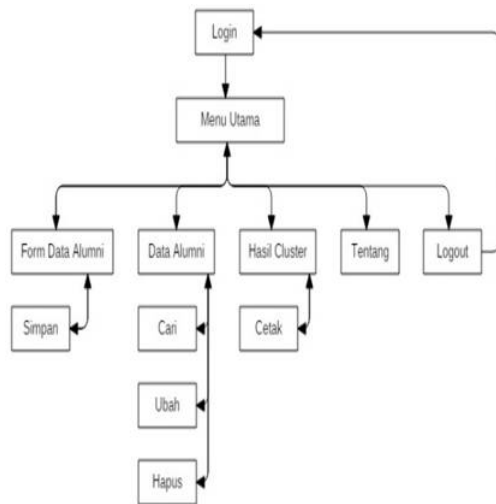 Login
Menu Utama
Form Data Alumni
Data Alumni
Hasil Cluster
Tentang
Logout
Simpan
Cari
Cetak
Ubah
Hapus